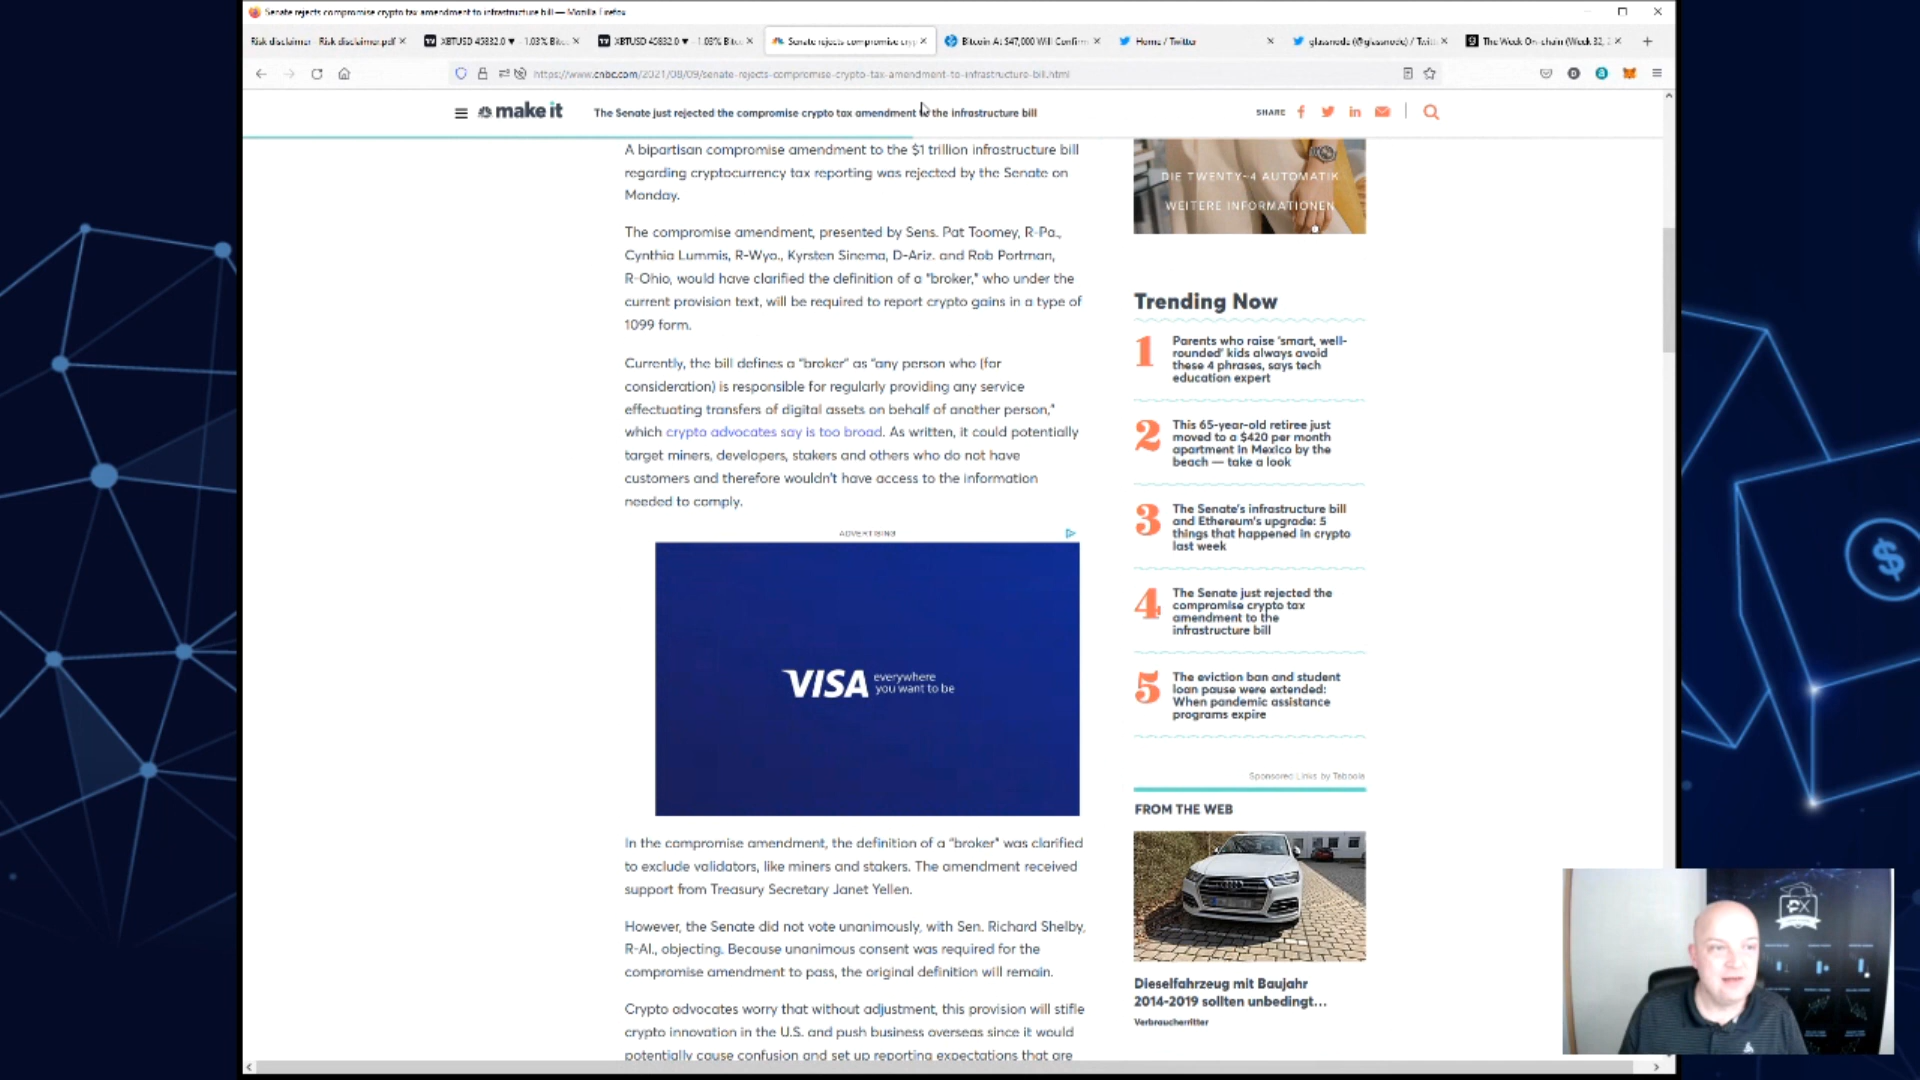 Senate rejects compromise crypto tax amendment to infrastructure bill — Mozilla Firefox
Risk disclaimer - Risk disclaimer.pdf
XBTUSD 45832.0 ▼ −1.03% Bitc
XBTUSD 45832.0 ▼ −1.03% Bitc
Senate rejects compromise cryp
Bitcoin At $47,000 Will Confirm
Home / Twitter
glassnode (@glassnode) / Twitt
The Week On-chain (Week 32, 2
https://www.cnbc.com/2021/08/09/senate-rejects-compromise-crypto-tax-amendment-to-infrastructure-bill.html
make it
The Senate just rejected the compromise crypto tax amendment to the infrastructure bill
SHARE
A bipartisan compromise amendment to the $1 trillion infrastructure bill
regarding cryptocurrency tax reporting was rejected by the Senate on
Monday.
The compromise amendment, presented by Sens. Pat Toomey, R-Pa.,
Cynthia Lummis, R-Wyo., Kyrsten Sinema, D-Ariz. and Rob Portman,
R-Ohio, would have clarified the definition of a "broker," who under the
current provision text, will be required to report crypto gains in a type of
1099 form.
Currently, the bill defines a "broker" as "any person who (for
consideration) is responsible for regularly providing any service
effectuating transfers of digital assets on behalf of another person,"
which crypto advocates say is too broad. As written, it could potentially
target miners, developers, stakers and others who do not have
customers and therefore wouldn't have access to the information
needed to comply.
ADVERTISING
VISA everywhere
you want to be
In the compromise amendment, the definition of a "broker" was clarified
to exclude validators, like miners and stakers. The amendment received
support from Treasury Secretary Janet Yellen.
However, the Senate did not vote unanimously, with Sen. Richard Shelby,
R-Al., objecting. Because unanimous consent was required for the
compromise amendment to pass, the original definition will remain.
Crypto advocates worry that without adjustment, this provision will stifle
crypto innovation in the U.S. and push business overseas since it would
potentially cause confusion and set up reporting expectations that are
DIE TWENTY~4 AUTOMATIK
WEITERE INFORMATIONEN
Trending Now
1 Parents who raise 'smart, well-
rounded' kids always avoid
these 4 phrases, says tech
education expert
2 This 65-year-old retiree just
moved to a $420 per month
apartment in Mexico by the
beach — take a look
3 The Senate's infrastructure bill
and Ethereum's upgrade: 5
things that happened in crypto
last week
4 The Senate just rejected the
compromise crypto tax
amendment to the
infrastructure bill
5 The eviction ban and student
loan pause were extended:
When pandemic assistance
programs expire
Sponsored Links by Taboola
FROM THE WEB
Dieselfahrzeug mit Baujahr
2014-2019 sollten unbedingt...
Verbraucherritter
$